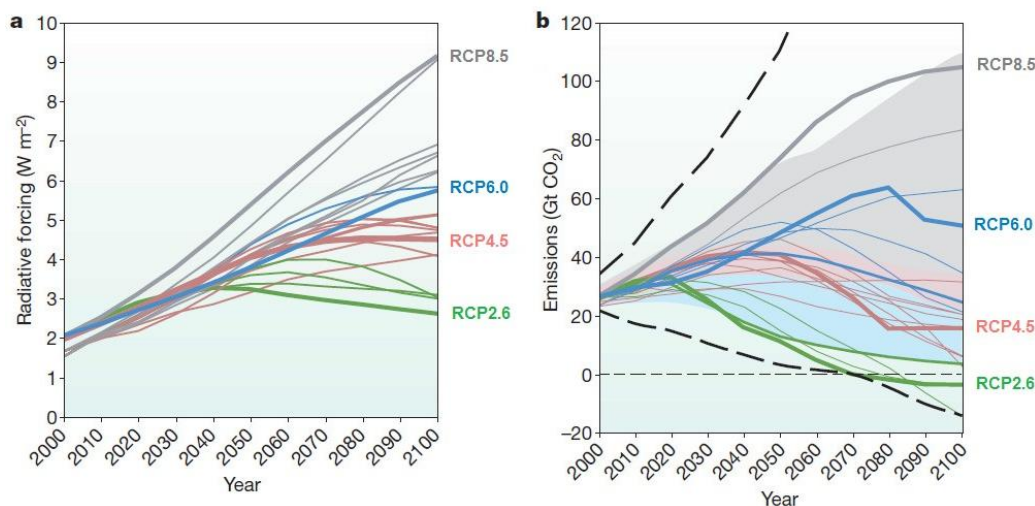 a
10
9
8
7
6
5
4
3
2
1
0
Radiative forcing (W m⁻²)
2000
2010
2020
2030
2040
2050
2060
2070
2080
2090
2100
Year
RCP8.5
RCP6.0
RCP4.5
RCP2.6
b
120
100
80
60
40
20
0
–20
Emissions (Gt CO₂)
2000
2010
2020
2030
2040
2050
2060
2070
2080
2090
2100
Year
RCP8.5
RCP6.0
RCP4.5
RCP2.6